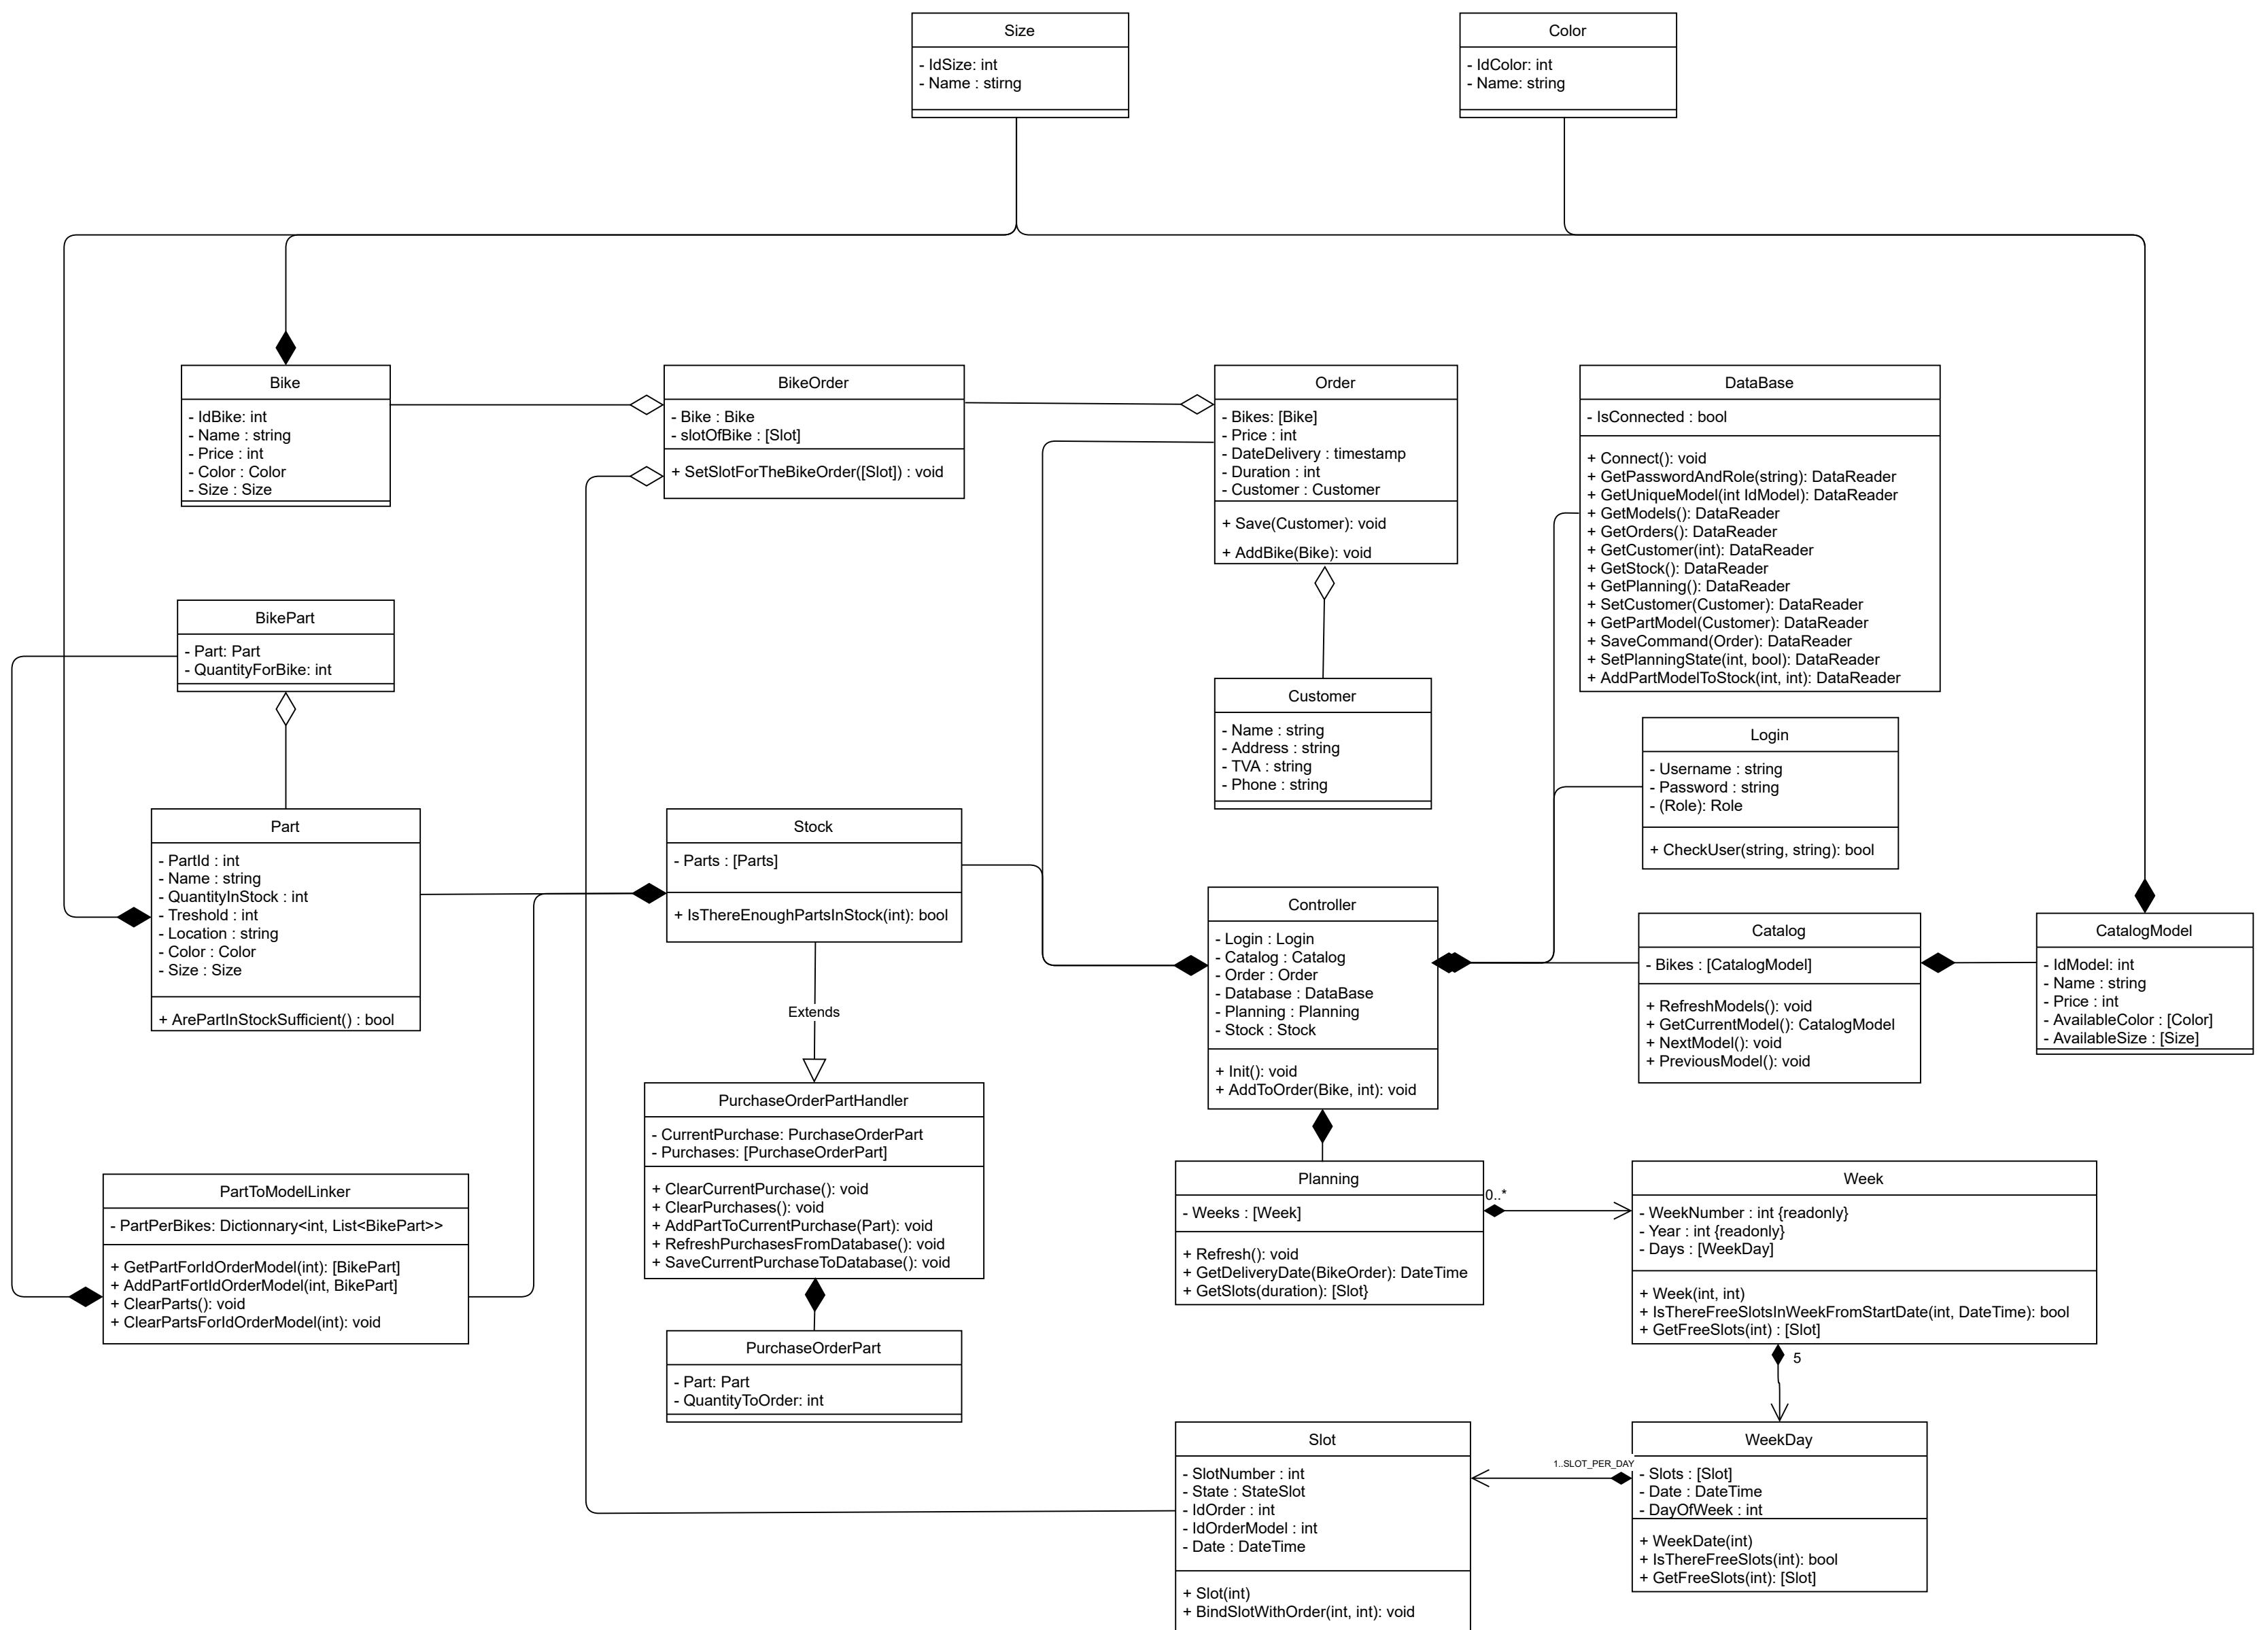 Size
- IdSize: int
- Name : stirng
Color
- IdColor: int
- Name: string
Bike
- IdBike: int
- Name : string
- Price : int
- Color : Color
- Size : Size
BikeOrder
- Bike : Bike
- slotOfBike : [Slot]
+ SetSlotForTheBikeOrder([Slot]) : void
Order
- Bikes: [Bike]
- Price : int
- DateDelivery : timestamp
- Duration : int
- Customer : Customer
+ Save(Customer): void
+ AddBike(Bike): void
DataBase
- IsConnected : bool
+ Connect(): void
+ GetPasswordAndRole(string): DataReader
+ GetUniqueModel(int IdModel): DataReader
+ GetModels(): DataReader
+ GetOrders(): DataReader
+ GetCustomer(int): DataReader
+ GetStock(): DataReader
+ GetPlanning(): DataReader
+ SetCustomer(Customer): DataReader
+ GetPartModel(Customer): DataReader
+ SaveCommand(Order): DataReader
+ SetPlanningState(int, bool): DataReader
+ AddPartModelToStock(int, int): DataReader
BikePart
- Part: Part
- QuantityForBike: int
Customer
- Name : string
- Address : string
- TVA : string
- Phone : string
Login
- Username : string
- Password : string
- (Role): Role
+ CheckUser(string, string): bool
Part
- PartId : int
- Name : string
- QuantityInStock : int
- Treshold : int
- Location : string
- Color : Color
- Size : Size
+ ArePartInStockSufficient() : bool
Stock
- Parts : [Parts]
+ IsThereEnoughPartsInStock(int): bool
Extends
Controller
- Login : Login
- Catalog : Catalog
- Order : Order
- Database : DataBase
- Planning : Planning
- Stock : Stock
+ Init(): void
+ AddToOrder(Bike, int): void
Catalog
- Bikes : [CatalogModel]
+ RefreshModels(): void
+ GetCurrentModel(): CatalogModel
+ NextModel(): void
+ PreviousModel(): void
CatalogModel
- IdModel: int
- Name : string
- Price : int
- AvailableColor : [Color]
- AvailableSize : [Size]
PurchaseOrderPartHandler
- CurrentPurchase: PurchaseOrderPart
- Purchases: [PurchaseOrderPart]
+ ClearCurrentPurchase(): void
+ ClearPurchases(): void
+ AddPartToCurrentPurchase(Part): void
+ RefreshPurchasesFromDatabase(): void
+ SaveCurrentPurchaseToDatabase(): void
PartToModelLinker
- PartPerBikes: Dictionnary<int, List<BikePart>>
+ GetPartForIdOrderModel(int): [BikePart]
+ AddPartFortIdOrderModel(int, BikePart]
+ ClearParts(): void
+ ClearPartsForIdOrderModel(int): void
Planning
- Weeks : [Week]
+ Refresh(): void
+ GetDeliveryDate(BikeOrder): DateTime
+ GetSlots(duration): [Slot}
0..*
Week
- WeekNumber : int {readonly}
- Year : int {readonly}
- Days : [WeekDay]
+ Week(int, int)
+ IsThereFreeSlotsInWeekFromStartDate(int, DateTime): bool
+ GetFreeSlots(int) : [Slot]
5
PurchaseOrderPart
- Part: Part
- QuantityToOrder: int
Slot
- SlotNumber : int
- State : StateSlot
- IdOrder : int
- IdOrderModel : int
- Date : DateTime
+ Slot(int)
+ BindSlotWithOrder(int, int): void
1..SLOT_PER_DAY
WeekDay
- Slots : [Slot]
- Date : DateTime
- DayOfWeek : int
+ WeekDate(int)
+ IsThereFreeSlots(int): bool
+ GetFreeSlots(int): [Slot]